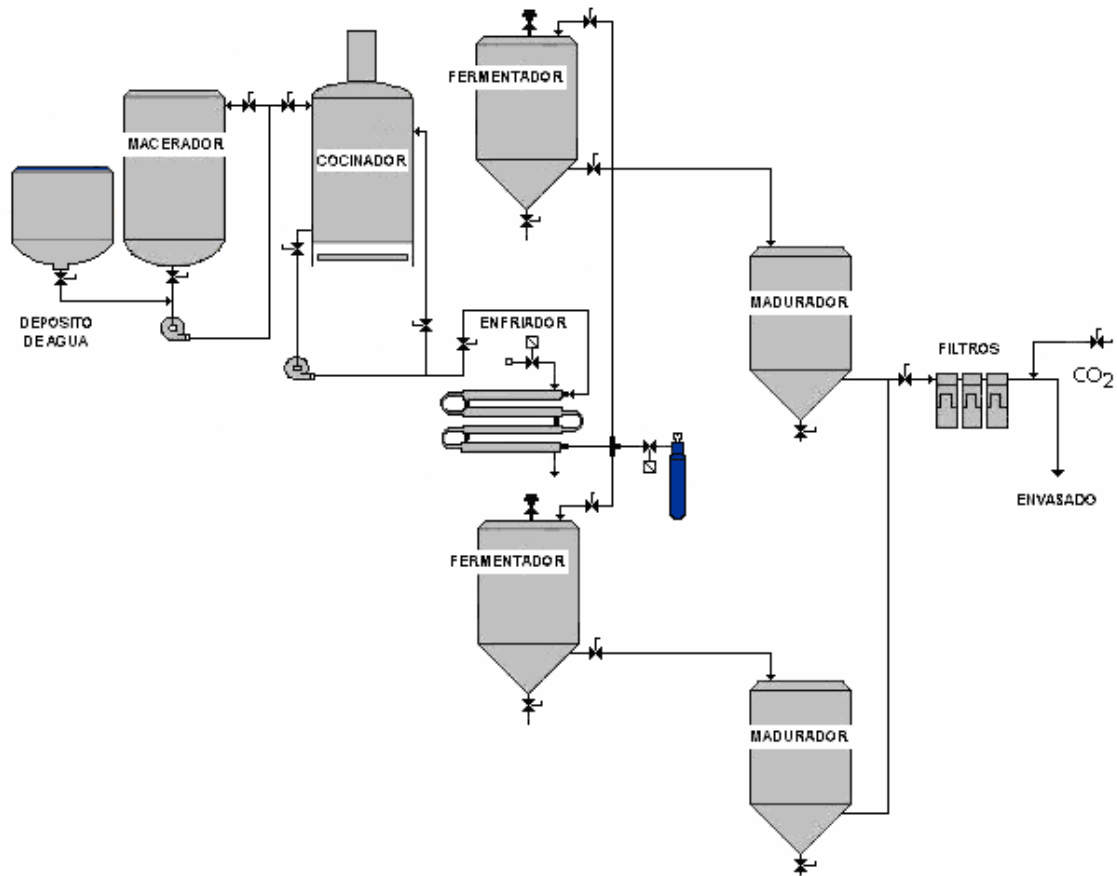 FERMENTADOR
MACERADOR
COCINADOR
DEPOSITO
DE AGUA
ENFRIADOR
MADURADOR
FILTROS
CO2
ENVASADO
FERMENTADOR
MADURADOR